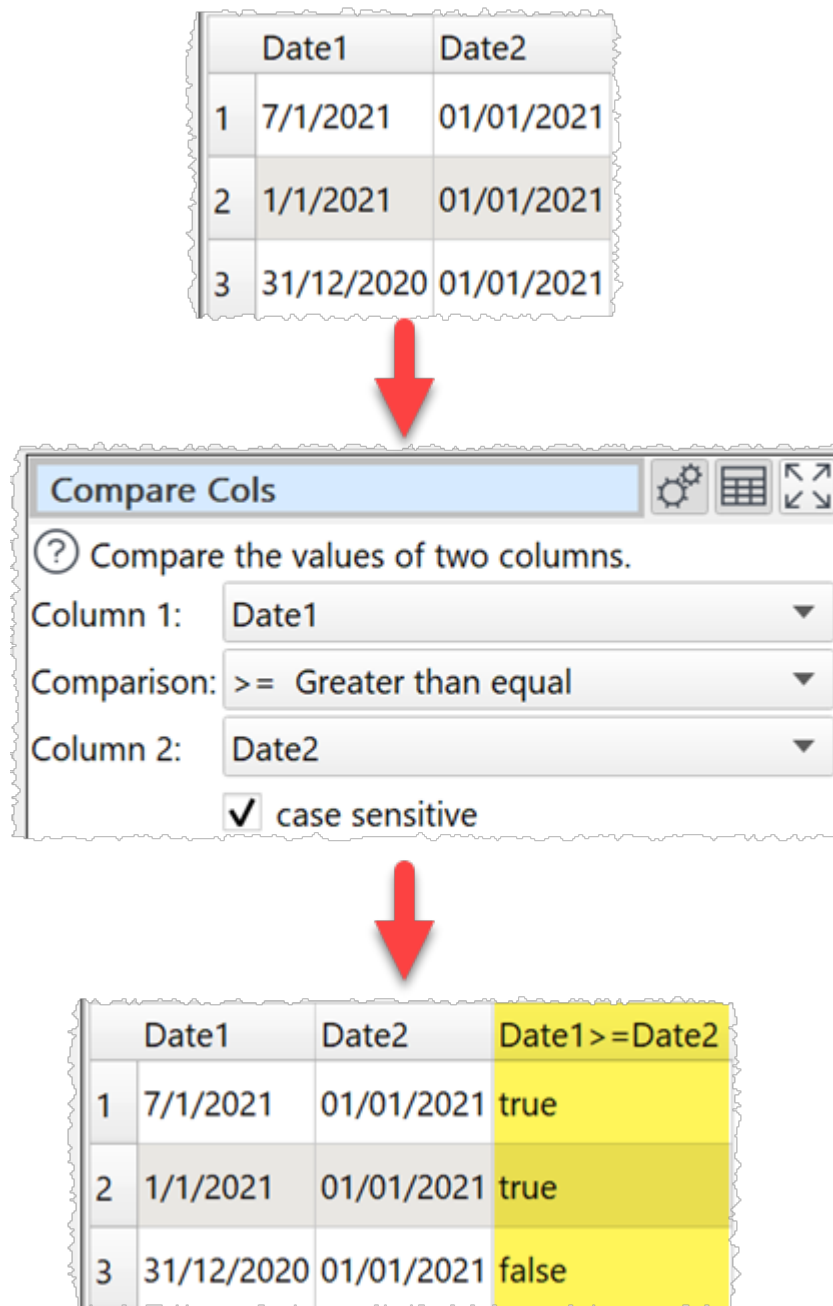 Date1 Date2
1 7/1/2021 01/01/2021
2 1/1/2021 01/01/2021
3 31/12/2020 01/01/2021
Compare Cols
? Compare the values of two columns.
Column 1: Date1
Comparison: >= Greater than equal
Column 2: Date2
case sensitive
Date1 Date2 Date1>=Date2
1 7/1/2021 01/01/2021 true
2 1/1/2021 01/01/2021 true
3 31/12/2020 01/01/2021 false